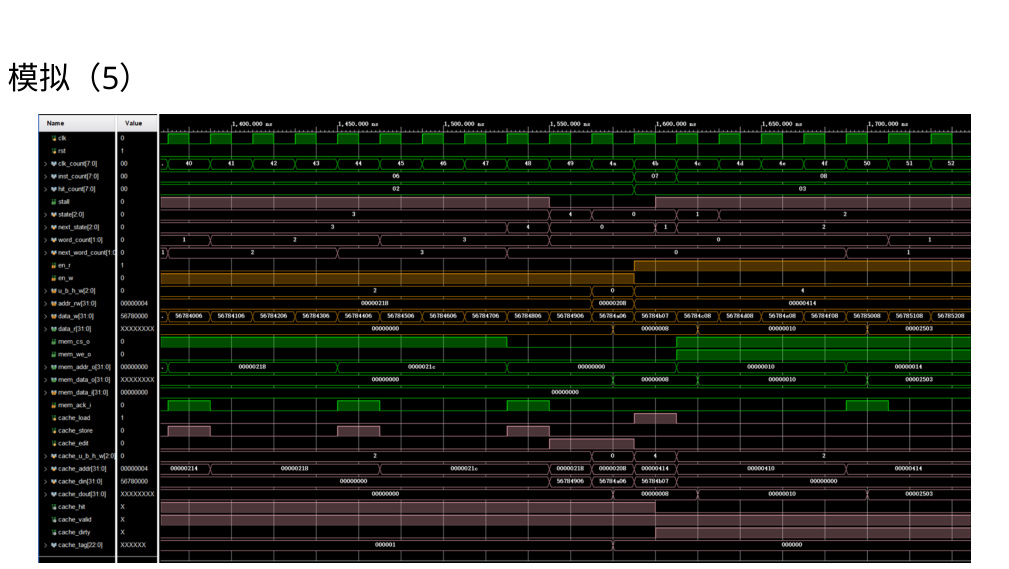 模拟（5）
Name Value
1,400.000 ns 1,450.000 ns 1,500.000 ns 1,550.000 ns 1,600.000 ns 1,650.000 ns 1,700.000 ns
clk 0
rst 1
clk_count[7:0] 00 40 41 42 43 44 45 46 47 48 49 4a 4b 4c 4d 4e 4f 50 51 52
inst_count[7:0] 00 06 07 08
hit_count[7:0] 00 02 03
stall 0
state[2:0] 0 3 4 0 1 2
next_state[2:0] 0 3 4 0 1 2
word_count[1:0] 0 1 2 3 0 1
next_word_count[1:0 0 1 2 3 0 1
en_r 1
en_w 0
u_b_h_w[2:0] 0 2 0 4
addr_rw[31:0] 00000004 00000218 00000208 00000414
data_w[31:0] 56780000 56784006 56784106 56784206 56784306 56784406 56784506 56784606 56784706 56784806 56784906 56784a06 56784b07 56784c08 56784d08 56784e08 56784f08 56785008 56785108 56785208
data_r[31:0] XXXXXXXX 00000000 00000008 00000010 00002503
mem_cs_o 0
mem_we_o 0
mem_addr_o[31:0] 00000000 00000218 0000021c 00000000 00000010 00000014
mem_data_o[31:0] XXXXXXXX 00000000 00000008 00000010 00002503
mem_data_i[31:0] 00000000 00000000
mem_ack_i 0
cache_load 1
cache_store 0
cache_edit 0
cache_u_b_h_w[2:0 0 2 0 4 2
cache_addr[31:0] 00000004 00000214 00000218 0000021c 00000218 00000208 00000414 00000410 00000414
cache_din[31:0] 56780000 00000000 56784906 56784a06 56784b07 00000000
cache_dout[31:0] XXXXXXXX 00000000 00000008 00000010 00002503
cache_hit X
cache_valid X
cache_dirty X
cache_tag[22:0] XXXXXX 000001 000000